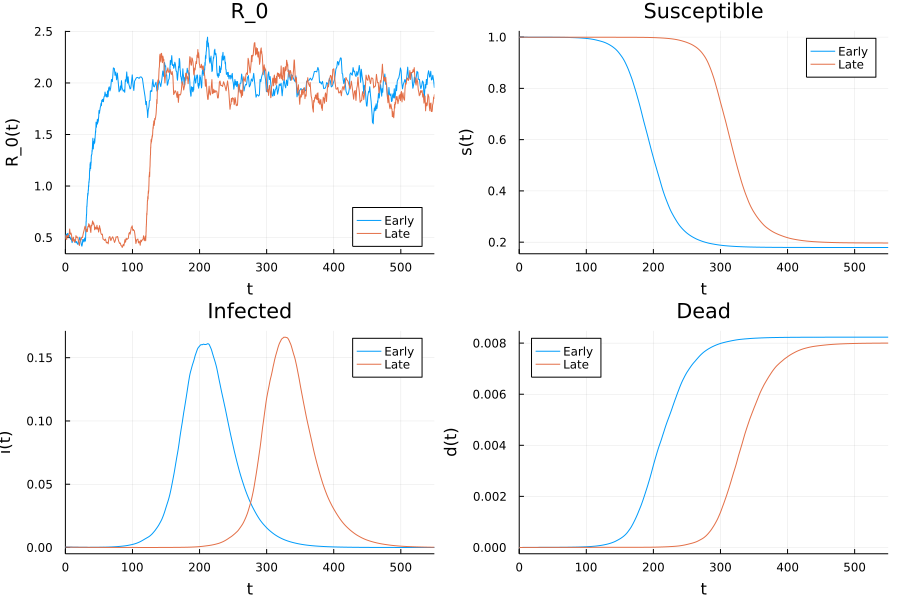 R_0
2.5
2.0
1.5
1.0
0.5
R_0(t)
Early
Late
0 100 200 300 400 500
t
Susceptible
1.0
0.8
0.6
0.4
0.2
s(t)
Early
Late
0 100 200 300 400 500
t
Infected
0.15
0.10
0.05
0.00
i(t)
Early
Late
0 100 200 300 400 500
t
Dead
0.008
0.006
0.004
0.002
0.000
d(t)
Early
Late
0 100 200 300 400 500
t